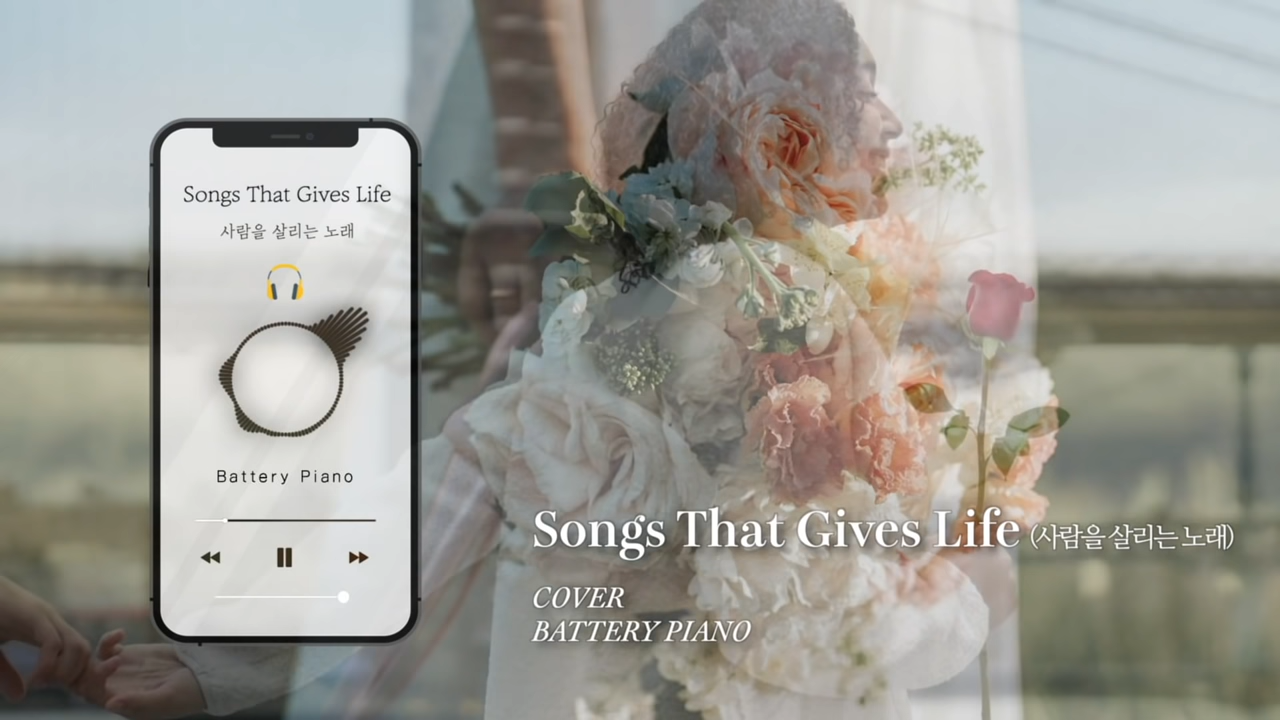 Songs That Gives Life
사람을 살리는 노래
Battery Piano
Songs That Gives Life (사람을 살리는 노래)
COVER
BATTERY PIANO